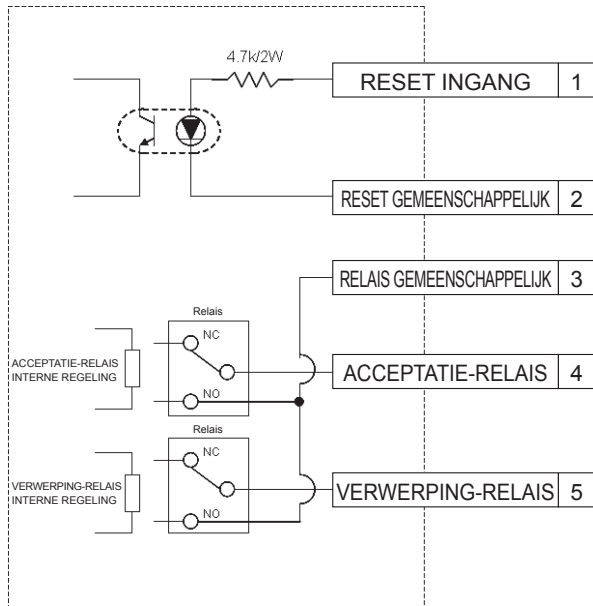 4.7k/2W
RESET INGANG 1
RESET GEMEENSCHAPPELIJK 2
RELAIS GEMEENSCHAPPELIJK 3
Relais
NC
ACCEPTATIE-RELAIS
INTERNE REGELING
ACCEPTATIE-RELAIS 4
NO
Relais
NC
VERWERPING-RELAIS
INTERNE REGELING
VERWERPING-RELAIS 5
NO